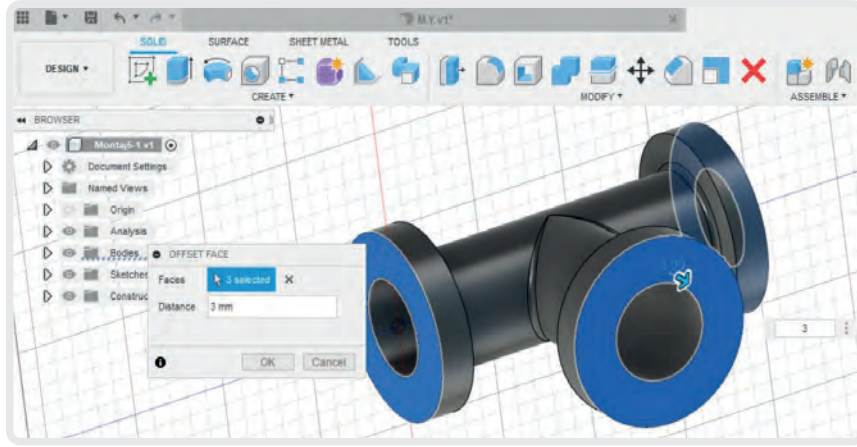 SOLID SURFACE SHEET METAL TOOLS
DESIGN
CREATE MODIFY ASSEMBLE
BROWSER
Montaj5-1 v1
Document Settings
Named Views
Origin
Analysis
Bodies
Sketches
Construc
OFFSET FACE
Faces 3 selected
Distance 3 mm
OK Cancel
3